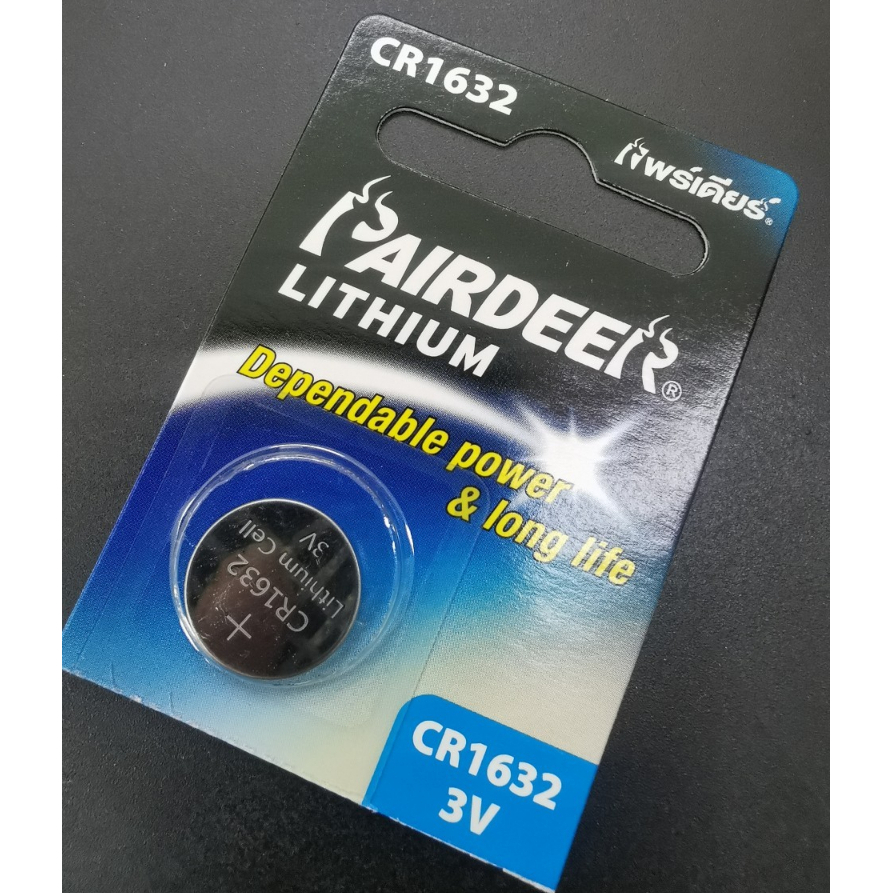 CR1632
แพร์เดียร์®
PAIRDEER®
LITHIUM
Dependable power
& long life
+
CR1632
Lithium Cell
3V
CR1632
3V